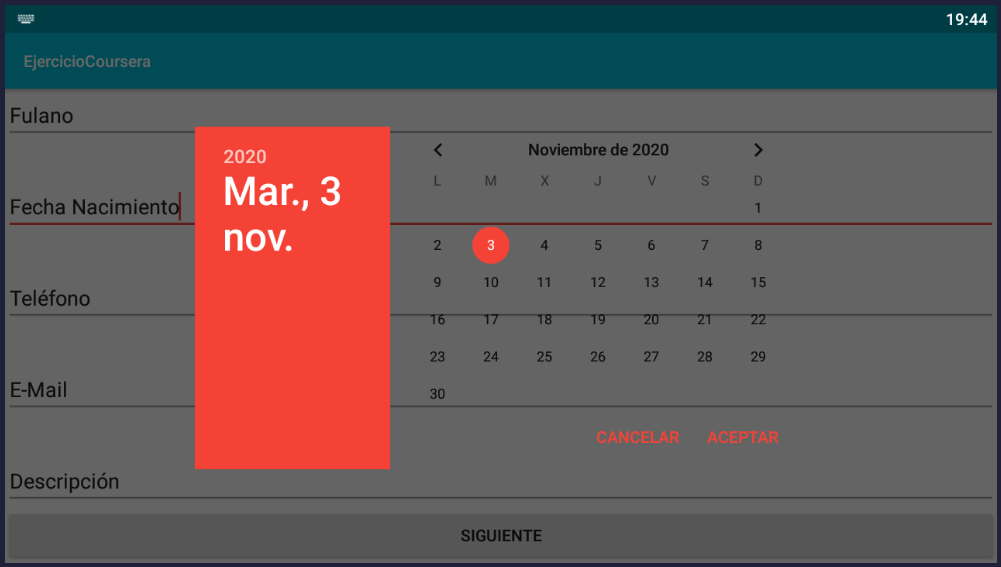 19:44
EjercicioCoursera
Fulano
Fecha Nacimiento
Teléfono
E-Mail
Descripción
SIGUIENTE
2020
Mar., 3
nov.
Noviembre de 2020
L M X J V S D
1
2 3 4 5 6 7 8
9 10 11 12 13 14 15
16 17 18 19 20 21 22
23 24 25 26 27 28 29
30
CANCELAR ACEPTAR